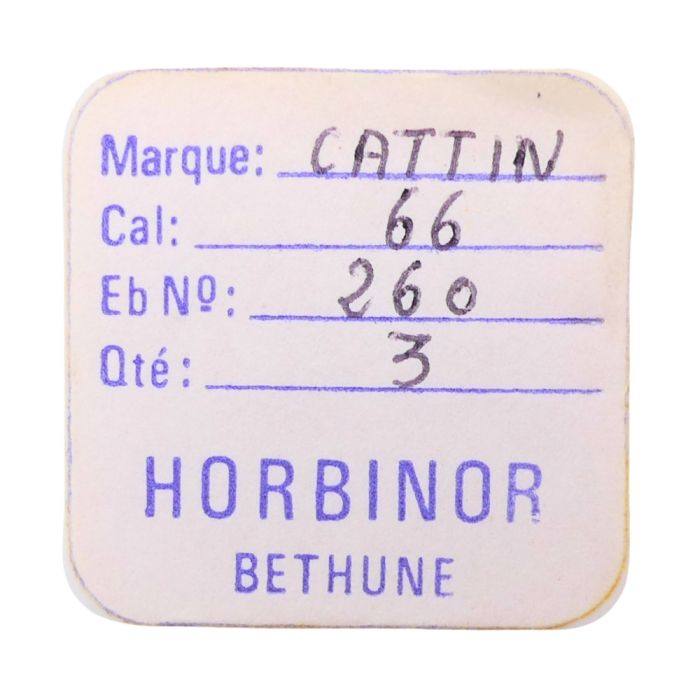 Marque: CATTIN
Cal: 66
Eb Nº: 260
Qté: 3
HORBINOR
BETHUNE